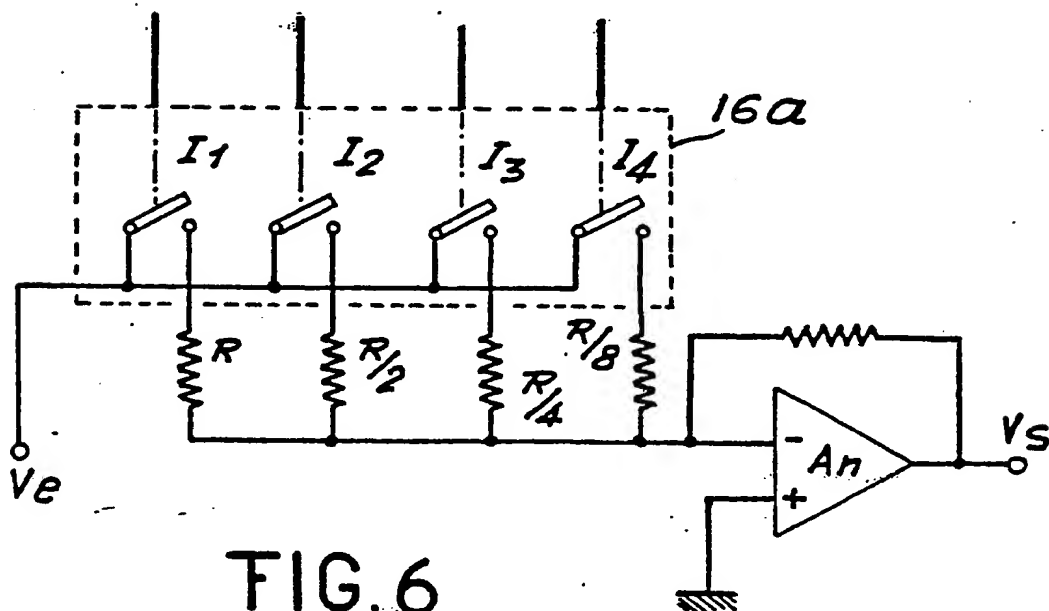 16a
I1 I2 I3 I4
R R/2 R/4 R/8
Ve
- An
+
Vs
FIG.6